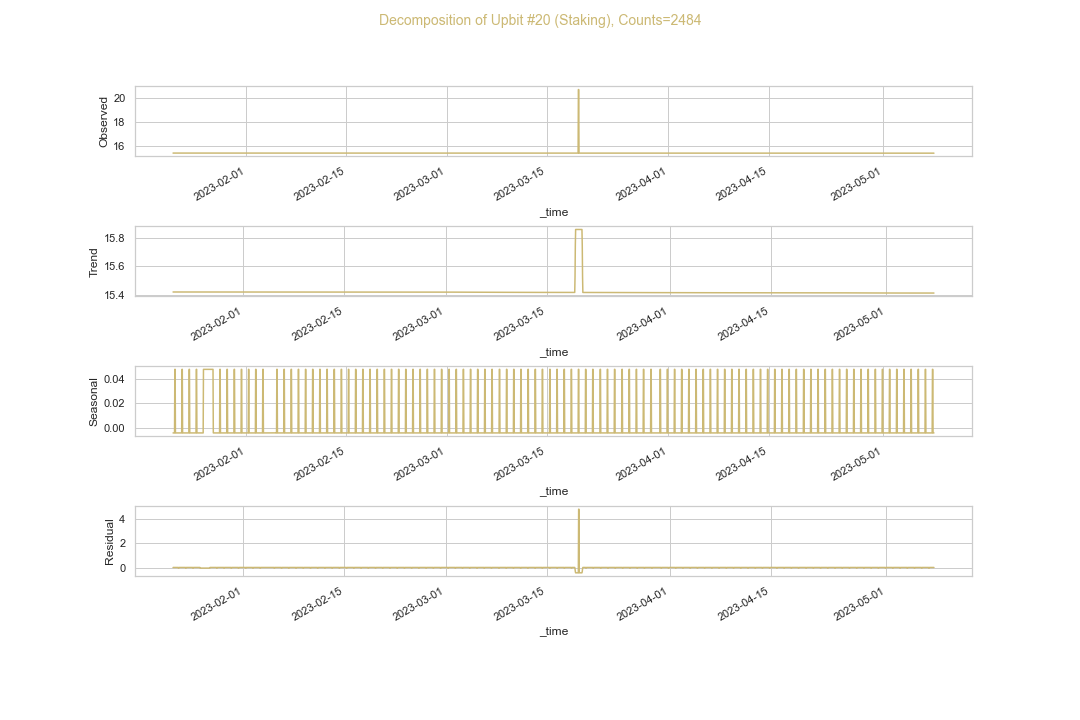 Decomposition of Upbit #20 (Staking), Counts=2484
Observed
20
18
16
2023-02-01 2023-02-15 2023-03-01 2023-03-15 2023-04-01 2023-04-15 2023-05-01
_time
Trend
15.8
15.6
15.4
2023-02-01 2023-02-15 2023-03-01 2023-03-15 2023-04-01 2023-04-15 2023-05-01
_time
Seasonal
0.04
0.02
0.00
2023-02-01 2023-02-15 2023-03-01 2023-03-15 2023-04-01 2023-04-15 2023-05-01
_time
Residual
4
2
0
2023-02-01 2023-02-15 2023-03-01 2023-03-15 2023-04-01 2023-04-15 2023-05-01
_time